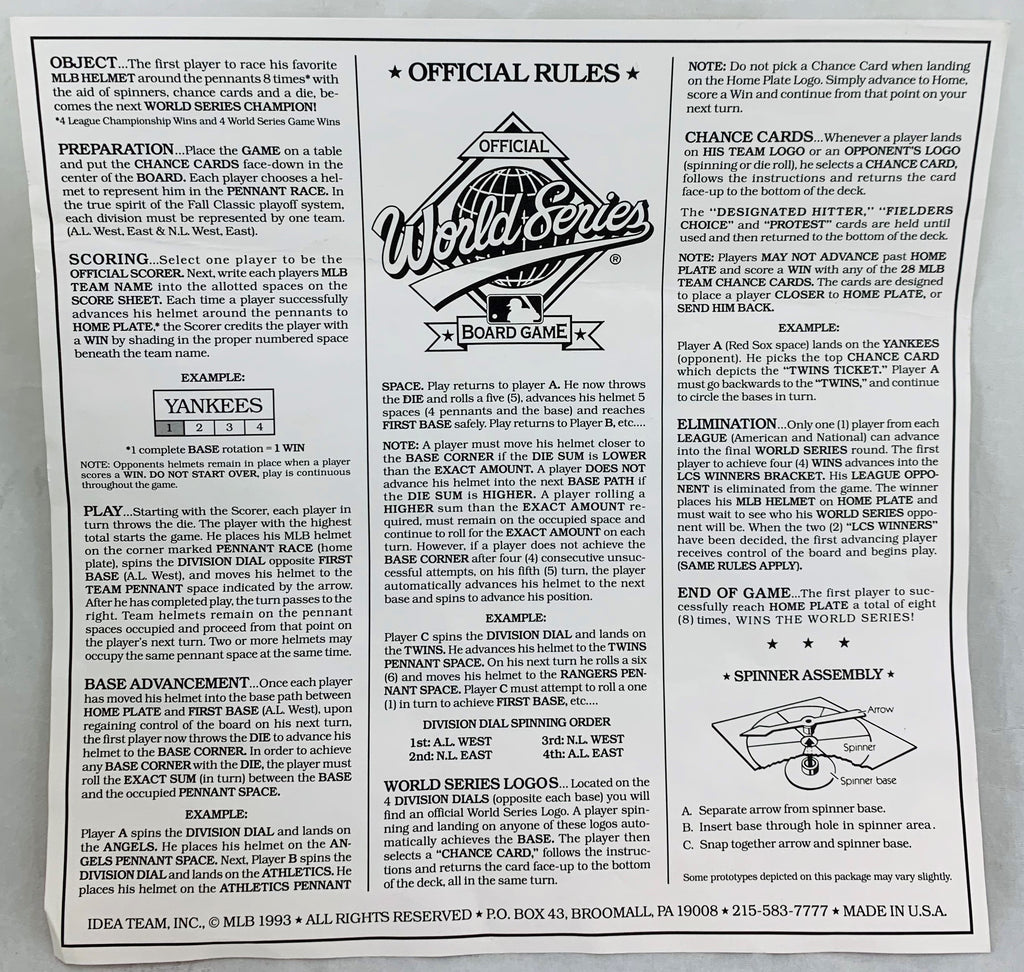 OBJECT...The first player to race his favorite
MLB HELMET around the pennants 8 times* with
the aid of spinners, chance cards and a die, be-
comes the next WORLD SERIES CHAMPION!
*4 League Championship Wins and 4 World Series Game Wins
PREPARATION...Place the GAME on a table
and put the CHANCE CARDS face-down in the
center of the BOARD. Each player chooses a hel-
met to represent him in the PENNANT RACE. In
the true spirit of the Fall Classic playoff system,
each division must be represented by one team.
(A.L. West, East & N.L. West, East).
SCORING...Select one player to be the
OFFICIAL SCORER. Next, write each players MLB
TEAM NAME into the allotted spaces on the
SCORE SHEET. Each time a player successfully
advances his helmet around the pennants to
HOME PLATE,* the Scorer credits the player with
a WIN by shading in the proper numbered space
beneath the team name.
EXAMPLE:
YANKEES
1 2 3 4
*1 complete BASE rotation = 1 WIN
NOTE: Opponents helmets remain in place when a player
scores a WIN. DO NOT START OVER, play is continuous
throughout the game.
PLAY...Starting with the Scorer, each player in
turn throws the die. The player with the highest
total starts the game. He places his MLB helmet
on the corner marked PENNANT RACE (home
plate), spins the DIVISION DIAL opposite FIRST
BASE (A.L. West), and moves his helmet to the
TEAM PENNANT space indicated by the arrow.
After he has completed play, the turn passes to the
right. Team helmets remain on the pennant
spaces occupied and proceed from that point on
the player's next turn. Two or more helmets may
occupy the same pennant space at the same time.
BASE ADVANCEMENT...Once each player
has moved his helmet into the base path between
HOME PLATE and FIRST BASE (A.L. West), upon
regaining control of the board on his next turn,
the first player now throws the DIE to advance his
helmet to the BASE CORNER. In order to achieve
any BASE CORNER with the DIE, the player must
roll the EXACT SUM (in turn) between the BASE
and the occupied PENNANT SPACE.
EXAMPLE:
Player A spins the DIVISION DIAL and lands on
the ANGELS. He places his helmet on the AN-
GELS PENNANT SPACE. Next, Player B spins the
DIVISION DIAL and lands on the ATHLETICS. He
places his helmet on the ATHLETICS PENNANT
★ OFFICIAL RULES ★
OFFICIAL
World Series
®
BOARD GAME
SPACE. Play returns to player A. He now throws
the DIE and rolls a five (5), advances his helmet 5
spaces (4 pennants and the base) and reaches
FIRST BASE safely. Play returns to Player B, etc....
NOTE: A player must move his helmet closer to
the BASE CORNER if the DIE SUM is LOWER
than the EXACT AMOUNT. A player DOES NOT
advance his helmet into the next BASE PATH if
the DIE SUM is HIGHER. A player rolling a
HIGHER sum than the EXACT AMOUNT re-
quired, must remain on the occupied space and
continue to roll for the EXACT AMOUNT on each
turn. However, if a player does not achieve the
BASE CORNER after four (4) consecutive unsuc-
cessful attempts, on his fifth (5) turn, the player
automatically advances his helmet to the next
base and spins to advance his position.
EXAMPLE:
Player C spins the DIVISION DIAL and lands on
the TWINS. He advances his helmet to the TWINS
PENNANT SPACE. On his next turn he rolls a six
(6) and moves his helmet to the RANGERS PEN-
NANT SPACE. Player C must attempt to roll a one
(1) in turn to achieve FIRST BASE, etc....
DIVISION DIAL SPINNING ORDER
1st: A.L. WEST 3rd: N.L. WEST
2nd: N.L. EAST 4th: A.L. EAST
WORLD SERIES LOGOS... Located on the
4 DIVISION DIALS (opposite each base) you will
find an official World Series Logo. A player spin-
ning and landing on anyone of these logos auto-
matically achieves the BASE. The player then
selects a "CHANCE CARD," follows the instruc-
tions and returns the card face-up to the bottom
of the deck, all in the same turn.
NOTE: Do not pick a Chance Card when landing
on the Home Plate Logo. Simply advance to Home,
score a Win and continue from that point on your
next turn.
CHANCE CARDS...Whenever a player lands
on HIS TEAM LOGO or an OPPONENT'S LOGO
(spinning or die roll), he selects a CHANCE CARD,
follows the instructions and returns the card
face-up to the bottom of the deck.
The "DESIGNATED HITTER," "FIELDERS
CHOICE" and "PROTEST" cards are held until
used and then returned to the bottom of the deck.
NOTE: Players MAY NOT ADVANCE past HOME
PLATE and score a WIN with any of the 28 MLB
TEAM CHANCE CARDS. The cards are designed
to place a player CLOSER to HOME PLATE, or
SEND HIM BACK.
EXAMPLE:
Player A (Red Sox space) lands on the YANKEES
(opponent). He picks the top CHANCE CARD
which depicts the "TWINS TICKET." Player A
must go backwards to the "TWINS," and continue
to circle the bases in turn.
ELIMINATION...Only one (1) player from each
LEAGUE (American and National) can advance
into the final WORLD SERIES round. The first
player to achieve four (4) WINS advances into the
LCS WINNERS BRACKET. His LEAGUE OPPO-
NENT is eliminated from the game. The winner
places his MLB HELMET on HOME PLATE and
must wait to see who his WORLD SERIES oppo-
nent will be. When the two (2) "LCS WINNERS"
have been decided, the first advancing player
receives control of the board and begins play.
(SAME RULES APPLY).
END OF GAME...The first player to suc-
cessfully reach HOME PLATE a total of eight
(8) times, WINS THE WORLD SERIES!
★ ★ ★
★ SPINNER ASSEMBLY ★
Arrow
Spinner
Spinner base
A. Separate arrow from spinner base.
B. Insert base through hole in spinner area.
C. Snap together arrow and spinner base.
Some prototypes depicted on this package may vary slightly.
IDEA TEAM, INC., © MLB 1993 ★ ALL RIGHTS RESERVED ★ P.O. BOX 43, BROOMALL, PA 19008 ★ 215-583-7777 ★ MADE IN U.S.A.